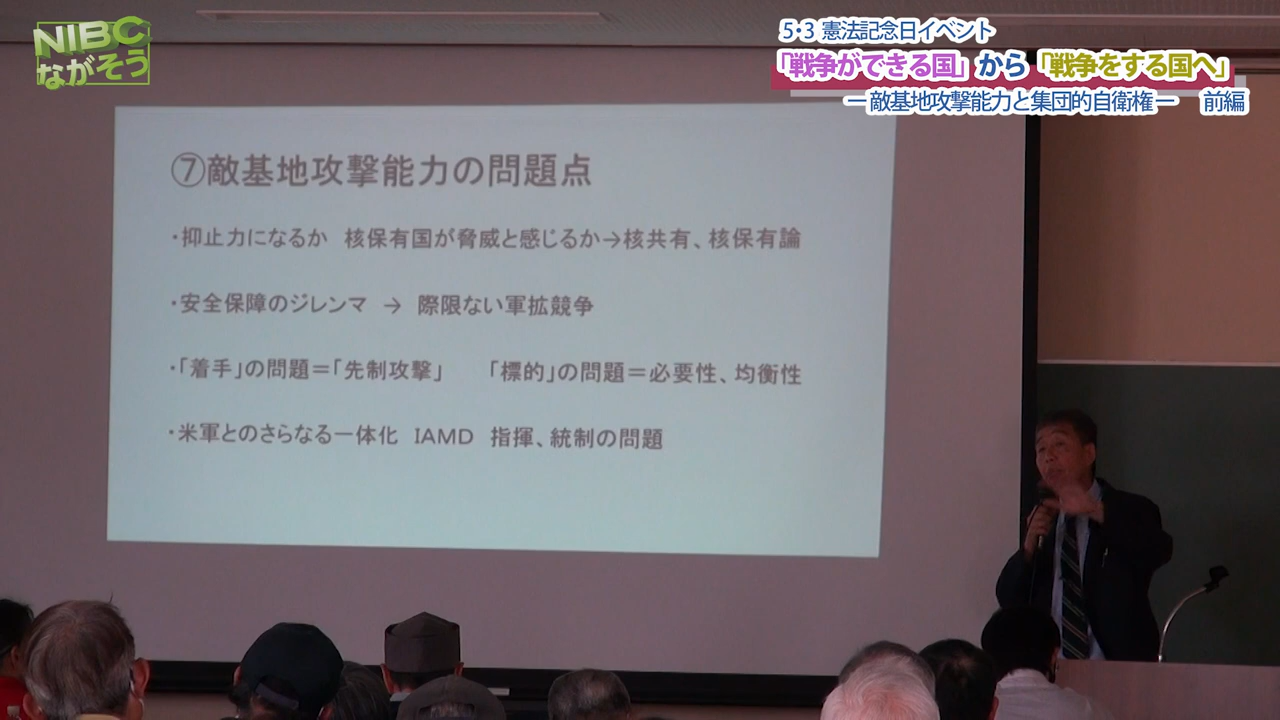 NIBC
ながそう
5・3 憲法記念日イベント
「戦争ができる国」から「戦争をする国へ」
ー敵基地攻撃能力と集団的自衛権ー 前編
⑦敵基地攻撃能力の問題点
・抑止力になるか 核保有国が脅威と感じるか→核共有、核保有論
・安全保障のジレンマ → 際限ない軍拡競争
・「着手」の問題＝「先制攻撃」 「標的」の問題＝必要性、均衡性
・米軍とのさらなる一体化 IAMD 指揮、統制の問題